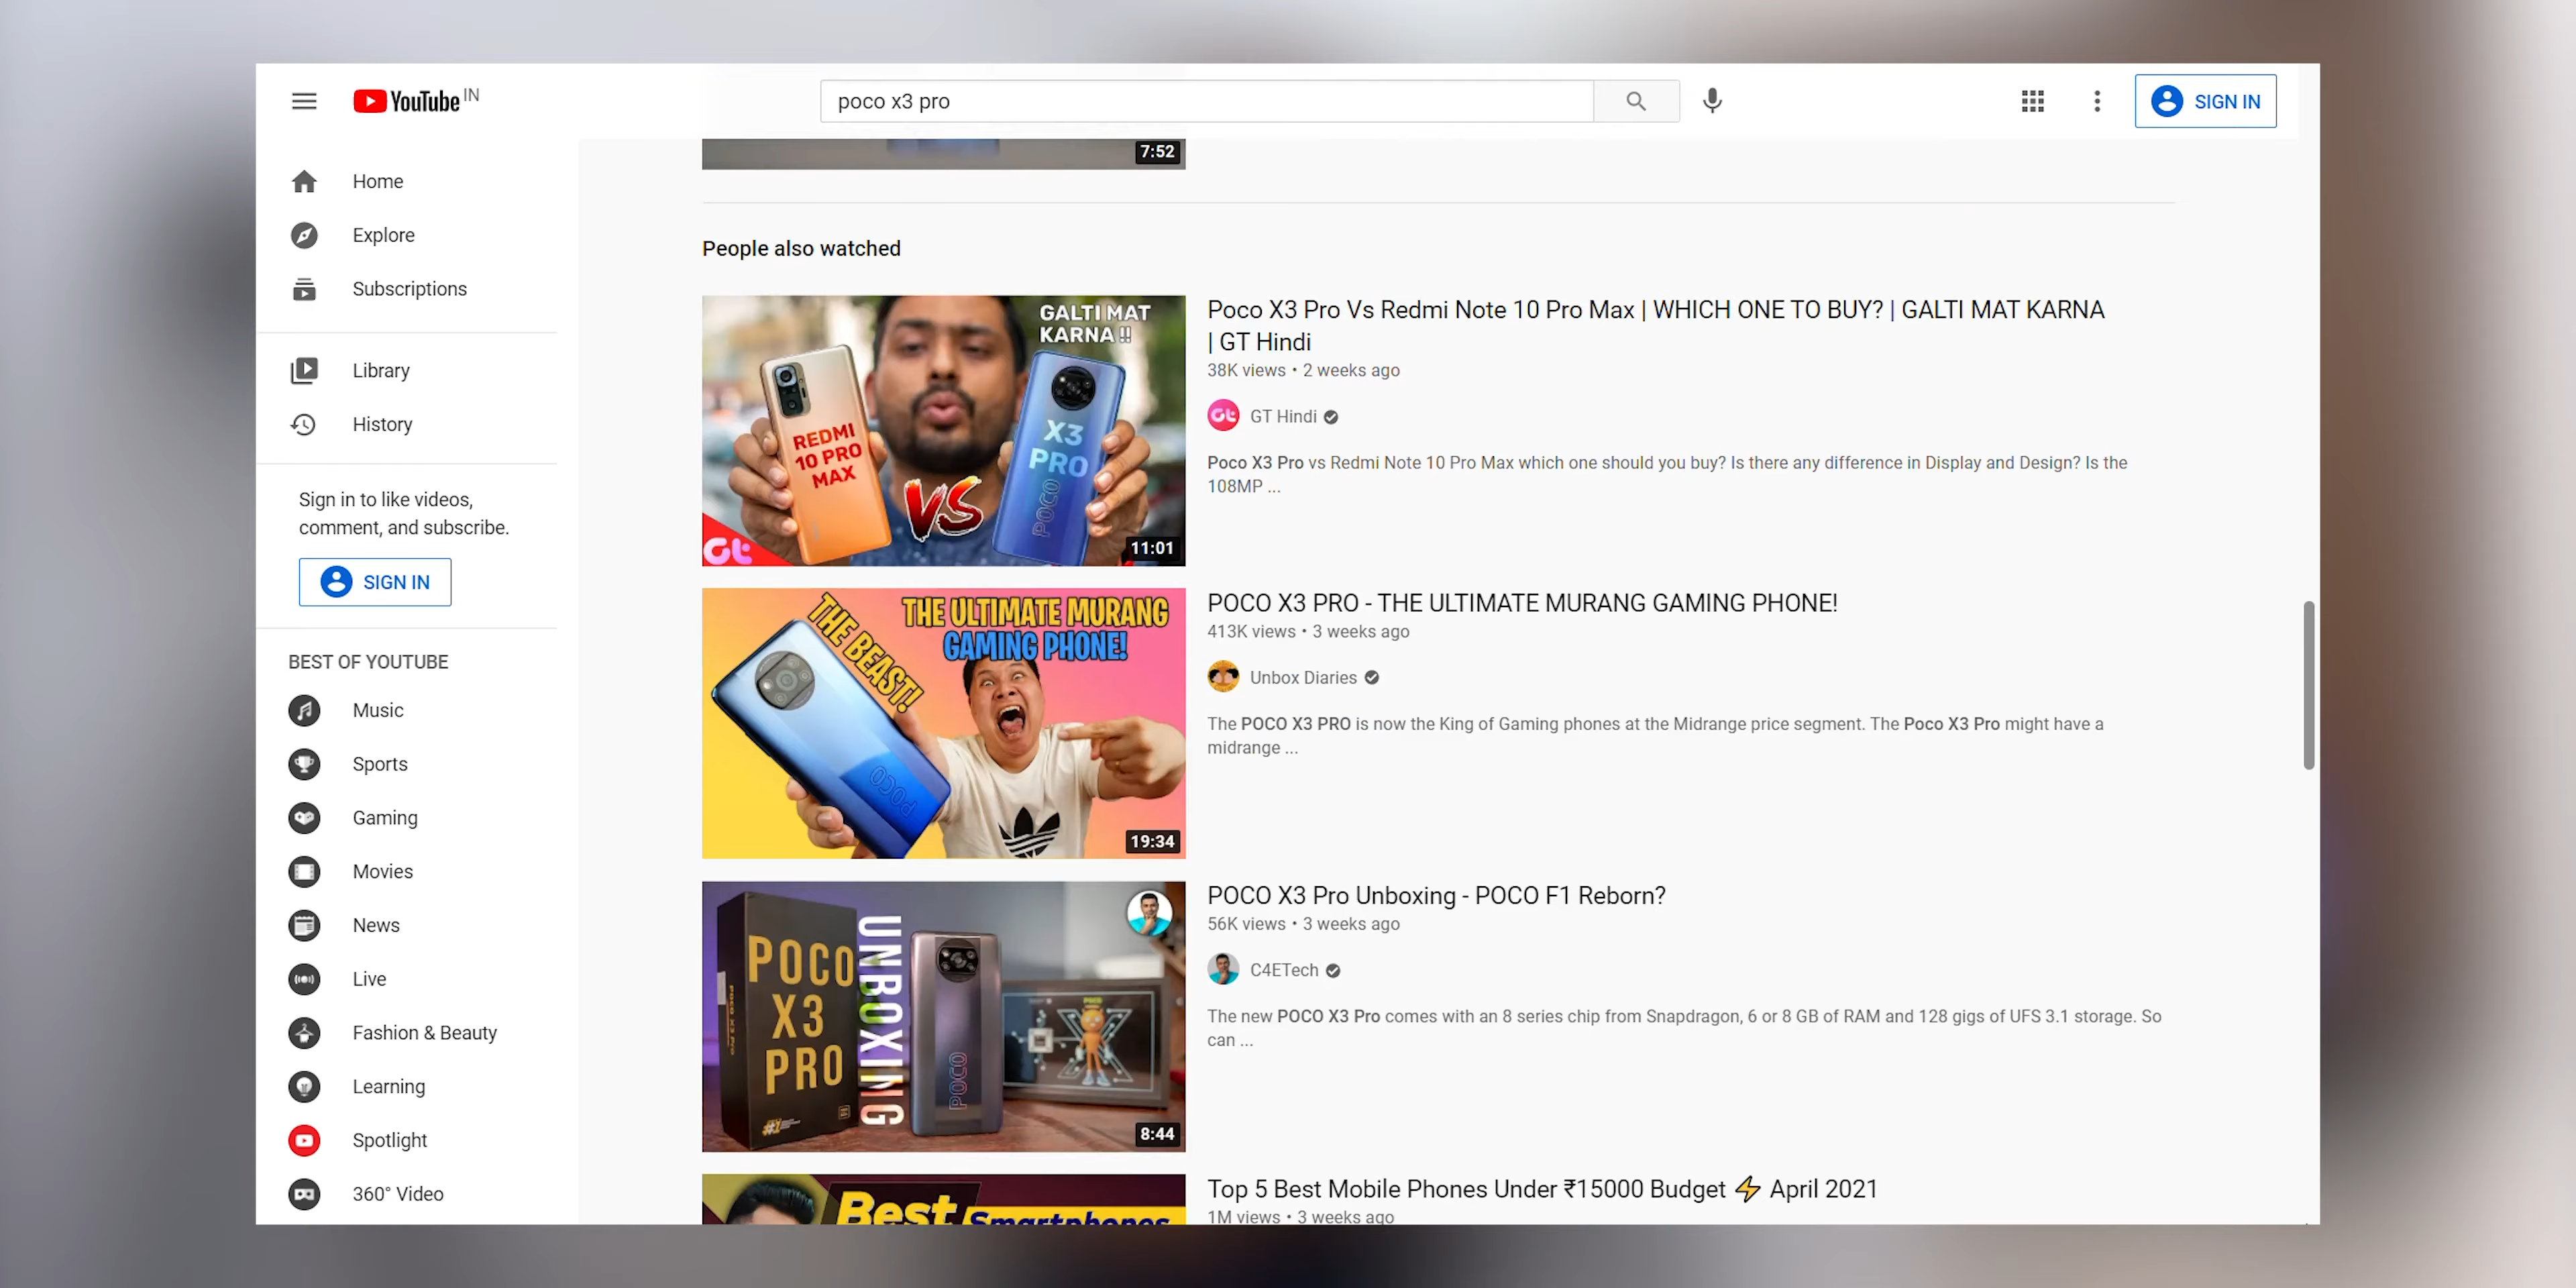 YouTube IN
poco x3 pro
SIGN IN
Home
Explore
Subscriptions
Library
History
Sign in to like videos,
comment, and subscribe.
SIGN IN
BEST OF YOUTUBE
Music
Sports
Gaming
Movies
News
Live
Fashion & Beauty
Learning
Spotlight
360° Video
7:52
People also watched
GALTI MAT
KARNA !!
REDMI
10 PRO
MAX
VS
X3
PRO
POCO
Gt
11:01
Poco X3 Pro Vs Redmi Note 10 Pro Max | WHICH ONE TO BUY? | GALTI MAT KARNA
| GT Hindi
38K views • 2 weeks ago
Gt GT Hindi
Poco X3 Pro vs Redmi Note 10 Pro Max which one should you buy? Is there any difference in Display and Design? Is the
108MP ...
THE BEAST!
THE ULTIMATE MURANG
GAMING PHONE!
POCO
19:34
POCO X3 PRO - THE ULTIMATE MURANG GAMING PHONE!
413K views • 3 weeks ago
Unbox Diaries
The POCO X3 PRO is now the King of Gaming phones at the Midrange price segment. The Poco X3 Pro might have a
midrange ...
POCO
X3
PRO
POCO X3 Pro
UNBOXING
POCO
8:44
POCO X3 Pro Unboxing - POCO F1 Reborn?
56K views • 3 weeks ago
C4ETech
The new POCO X3 Pro comes with an 8 series chip from Snapdragon, 6 or 8 GB of RAM and 128 gigs of UFS 3.1 storage. So
can ...
Best
Smartphones
Top 5 Best Mobile Phones Under ₹15000 Budget ⚡ April 2021
1M views • 3 weeks ago